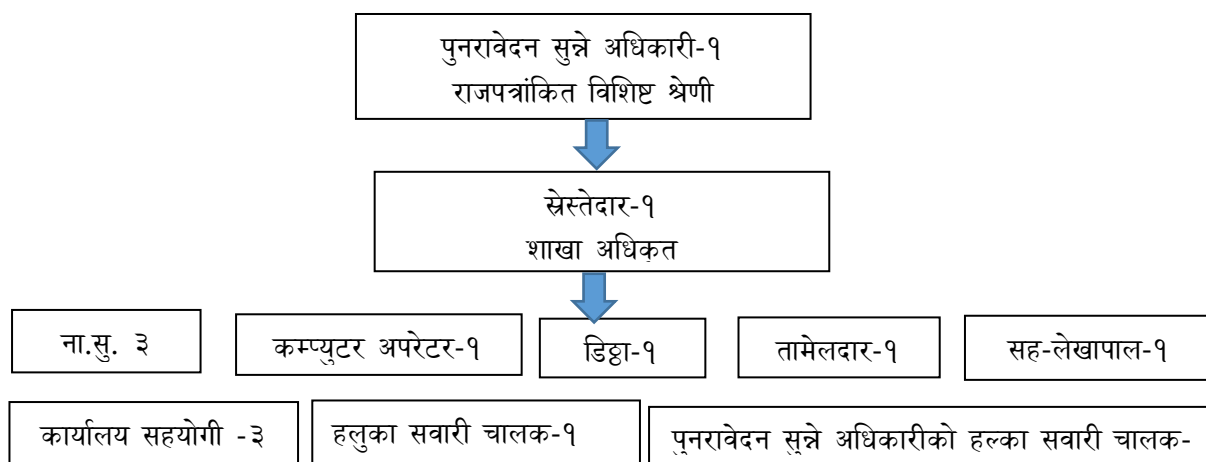 पुनरावेदन सुन्ने अधिकारी-१
राजपत्रांकित विशिष्ट श्रेणी
स्रेस्तेदार-१
शाखा अधिकृत
ना.सु. ३
कम्प्युटर अपरेटर-१
डिठ्ठा-१
तामेलदार-१
सह-लेखापाल-१
कार्यालय सहयोगी -३
हलुका सवारी चालक-१
पुनरावेदन सुन्ने अधिकारीको हल्का सवारी चालक-